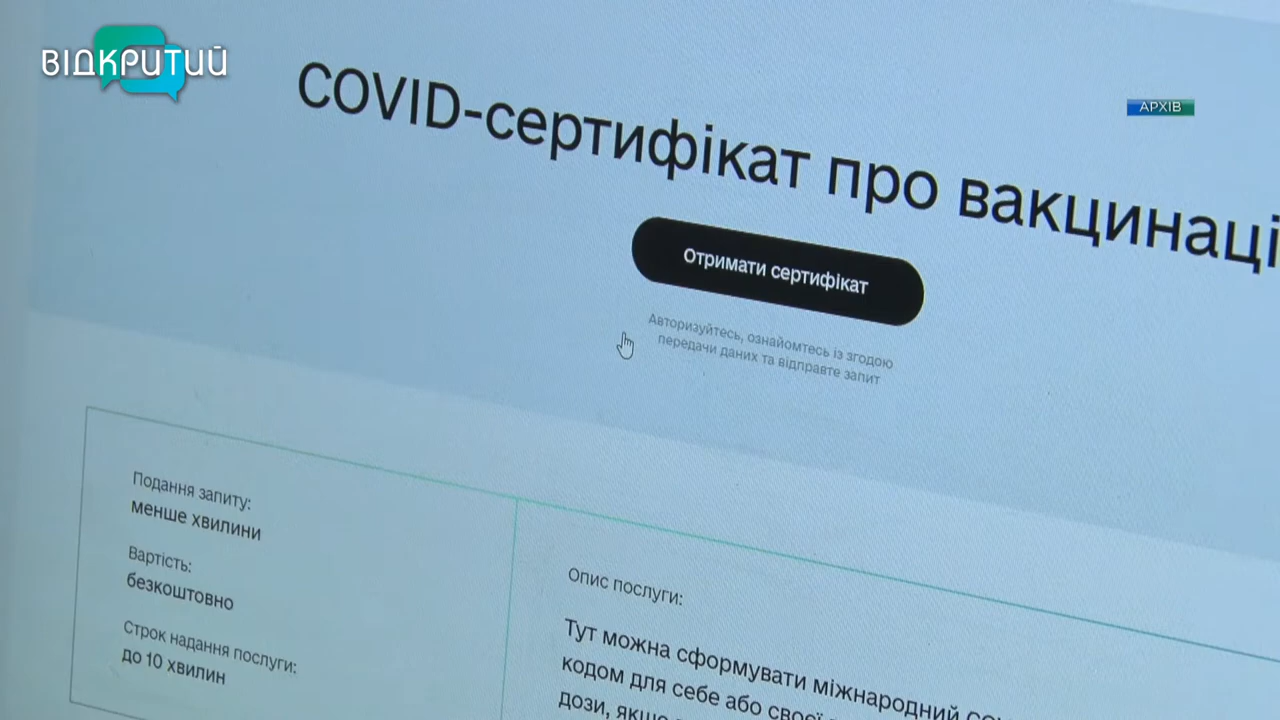 ВІДКРИТИЙ
АРХІВ
COVID-сертифікат про вакцинаці
Отримати сертифікат
Авторизуйтесь, ознайомтесь із згодою
передачи даних та відправте запит
Подання запиту:
менше хвилини
Вартість:
безкоштовно
Строк надання послуги:
до 10 хвилин
Опис послуги:
Тут можна сформувати міжнародний
кодом для себе або своєї
дози, якщо